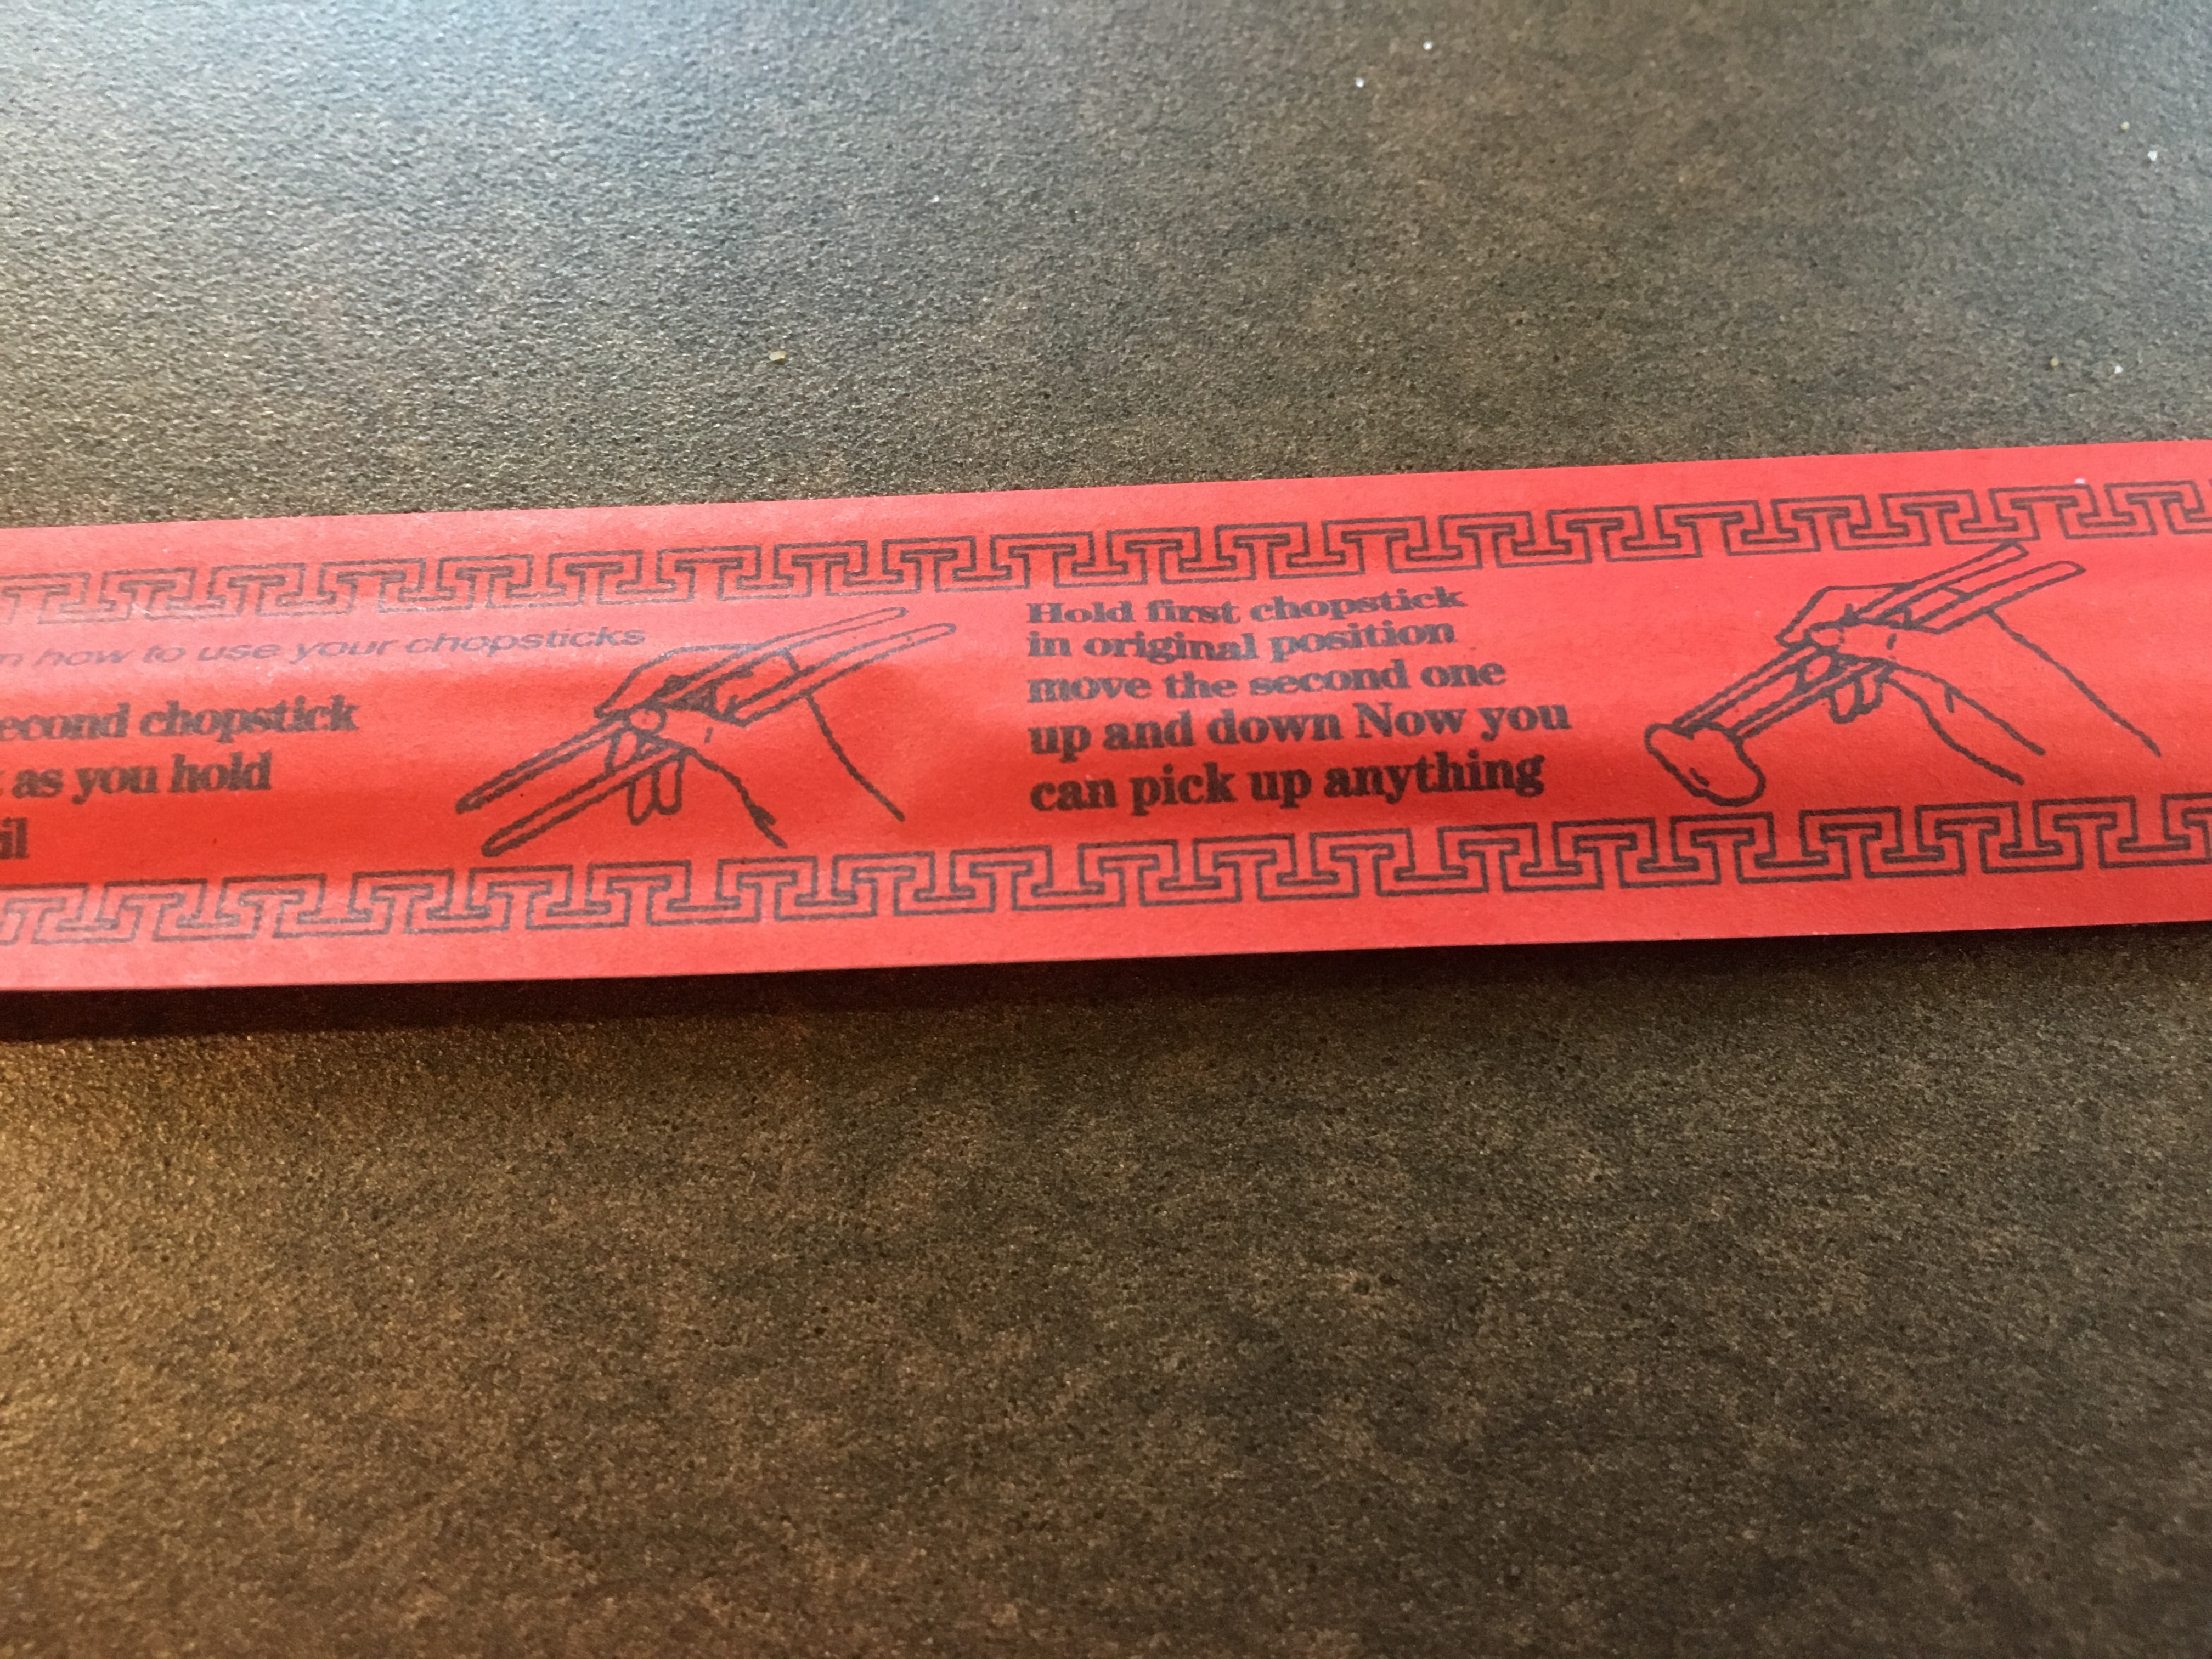 how to use your chopsticks
second chopstick
as you hold
Hold first chopstick
in original position
move the second one
up and down Now you
can pick up anything